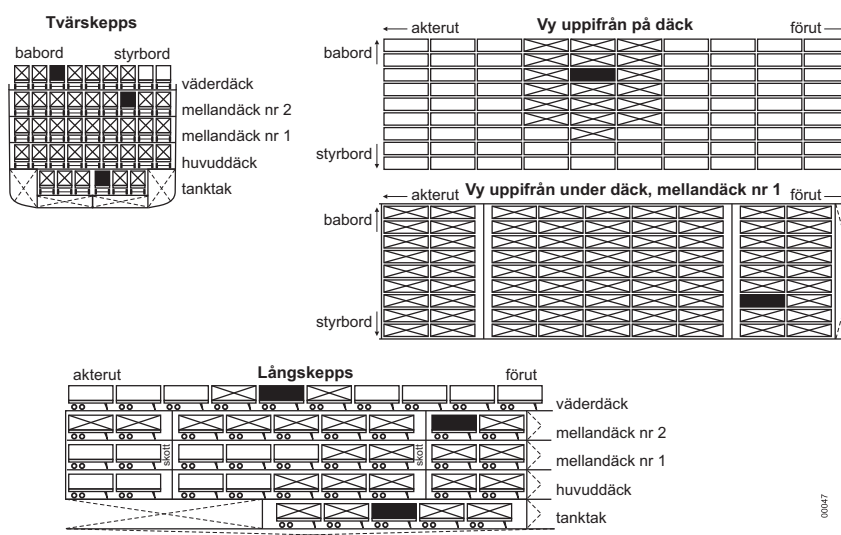 Tvärskepps
babord styrbord
väderdäck
mellandäck nr 2
mellandäck nr 1
huvuddäck
tanktak
Vy uppifrån på däck
akterut förut
babord
styrbord
akterut Vy uppifrån under däck, mellandäck nr 1 förut
babord
styrbord
akterut Långskepps förut
väderdäck
mellandäck nr 2
skott skott
mellandäck nr 1
huvuddäck
tanktak
00047